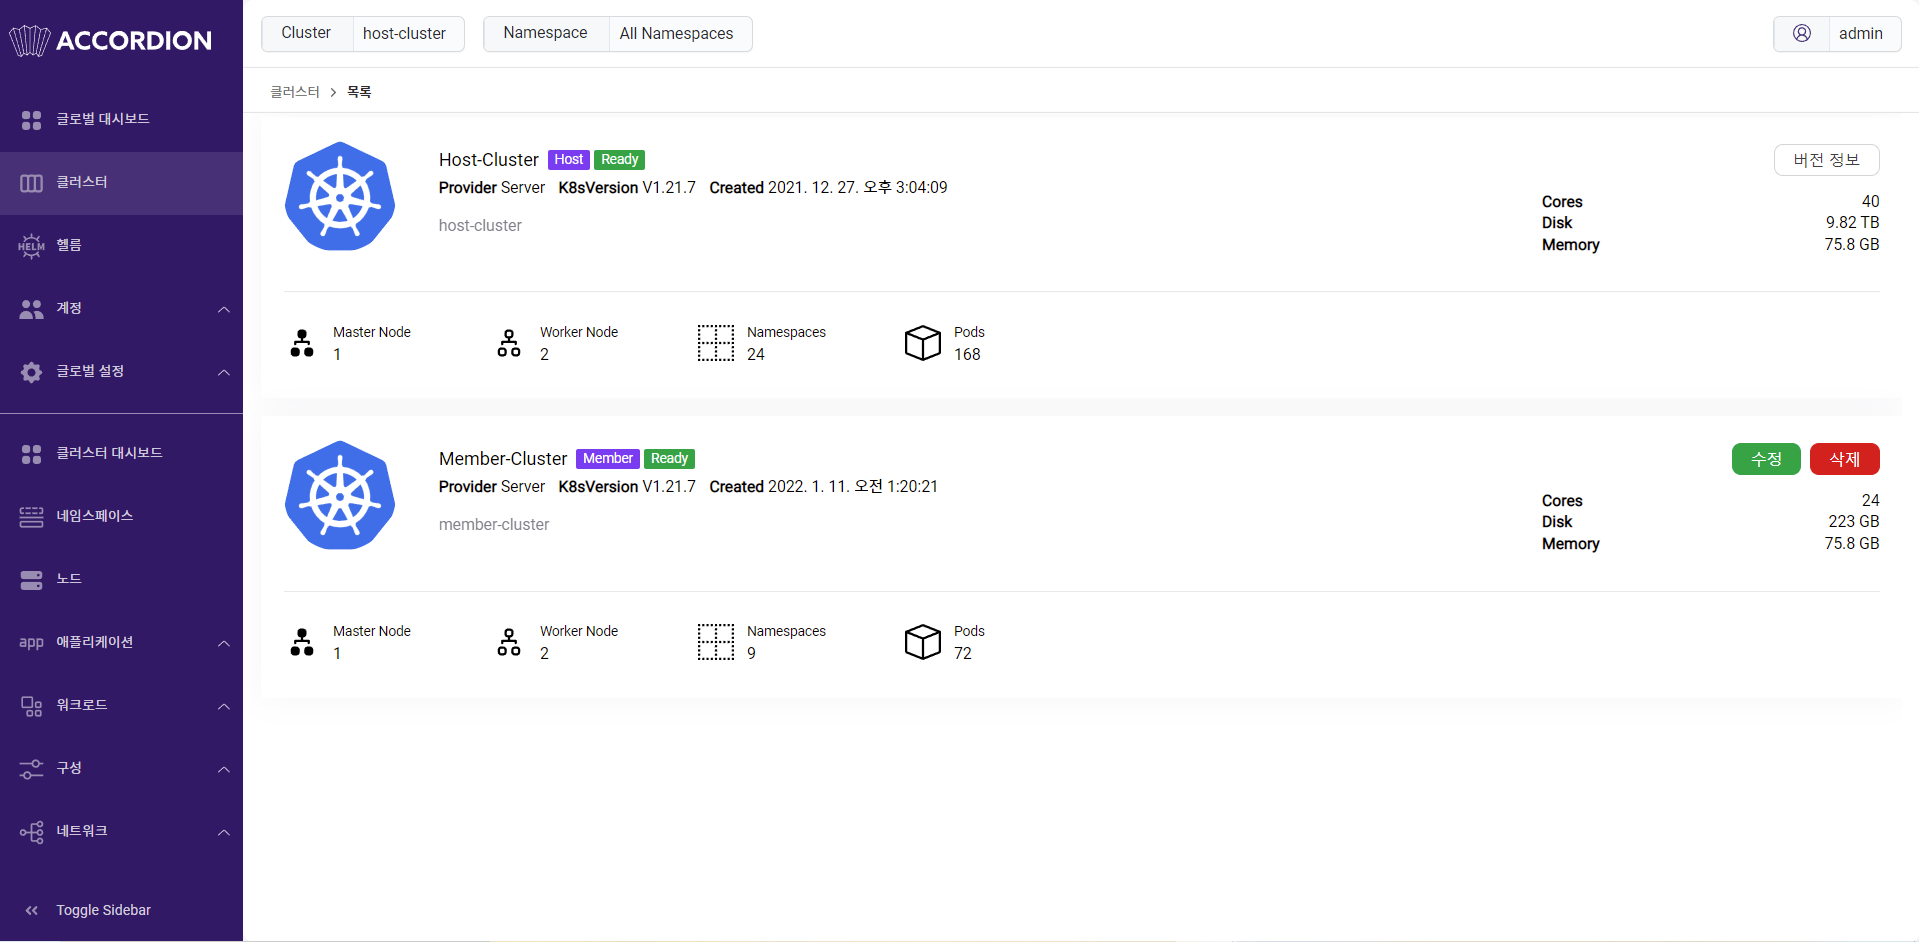 ACCORDION
Cluster host-cluster Namespace All Namespaces admin
클러스터 > 목록
글로벌 대시보드
클러스터
HELM 헬름
계정
글로벌 설정
클러스터 대시보드
네임스페이스
노드
app 애플리케이션
워크로드
구성
네트워크
Toggle Sidebar
Host-Cluster Host Ready 버전 정보
Provider Server K8sVersion V1.21.7 Created 2021. 12. 27. 오후 3:04:09
host-cluster
Cores 40
Disk 9.82 TB
Memory 75.8 GB
Master Node
1
Worker Node
2
Namespaces
24
Pods
168
Member-Cluster Member Ready 수정 삭제
Provider Server K8sVersion V1.21.7 Created 2022. 1. 11. 오전 1:20:21
member-cluster
Cores 24
Disk 223 GB
Memory 75.8 GB
Master Node
1
Worker Node
2
Namespaces
9
Pods
72